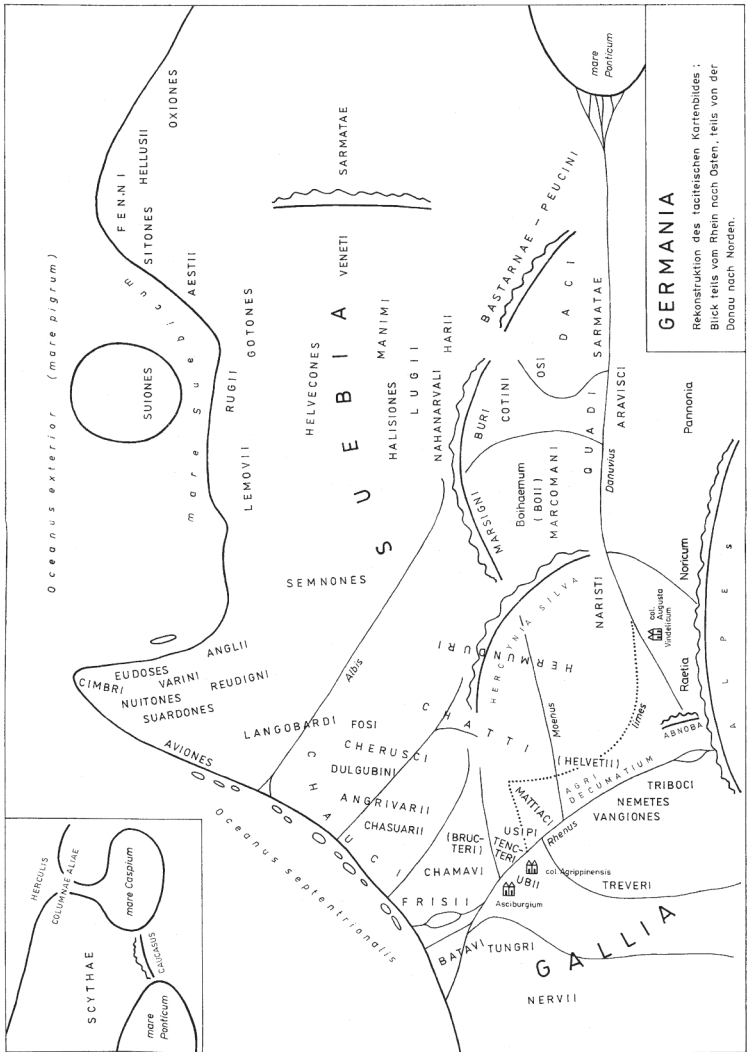 mare
Ponticum
OXIONES
HELLUSII
FENNI
SITONES
AESTII
SARMATAE
VENETI
Oceanus exterior (mare pigrum)
mare Suebicum
SUIONES
GOTONES
RUGII
LEMOVII
HELVECONES
SUEBIA
MANIMI
HALISIONES
LUGII
HARII
NAHANARVALI
BASTARNAE – PEUCINI
DACI
SARMATAE
OSI
COTINI
BURI
MARSIGNI
QUADI
ARAVISCI
Pannonia
Danuvius
Boihaemum
(BOII)
MARCOMANI
GERMANIA
Rekonstruktion des taciteischen Kartenbildes :
Blick teils vom Rhein nach Osten, teils von der
Donau nach Norden.
SEMNONES
Albis
HERMUNDURI
HERCYNIA SILVA
NARISTI
Noricum
col.
Augusta
Vindelicum
Raetia
ALPES
ABNOBA
limes
Moenus
CIMBRI
EUDOSES
VARINI
ANGLII
NUITONES
REUDIGNI
SUARDONES
AVIONES
LANGOBARDI
FOSI
CHERUSCI
DULGUBINI
CHAUCI
ANGRIVARII
CHASUARII
CHATTI
(HELVETII)
AGRI
DECUMATIUM
MATTIACI
TRIBOCI
NEMETES
VANGIONES
(BRUC-
TERI)
USIPI
TENC-
TERI
CHAMAVI
Rhenus
FRISII
UBII
col. Agrippinensis
Asciburgium
TREVERI
BATAVI
TUNGRI
GALLIA
NERVII
Oceanus septentrionalis
HERCULIS
COLUMNAE ALIAE
mare Caspium
CAUCASUS
SCYTHAE
mare
Ponticum